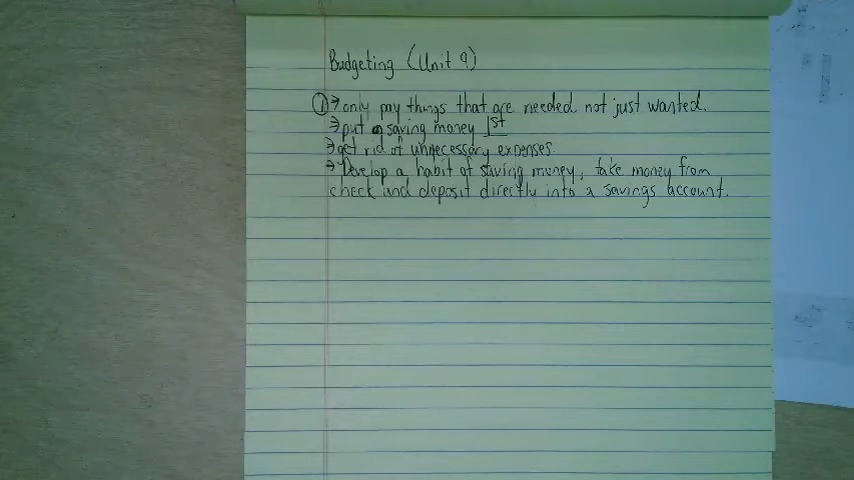 Budgeting (Unit 9)
① → only pay things that are needed not just wanted.
→ put saving money 1st
→ get rid of unnecessary expenses.
→ Develop a habit of saving money, take money from
check and deposit directly into a savings account.